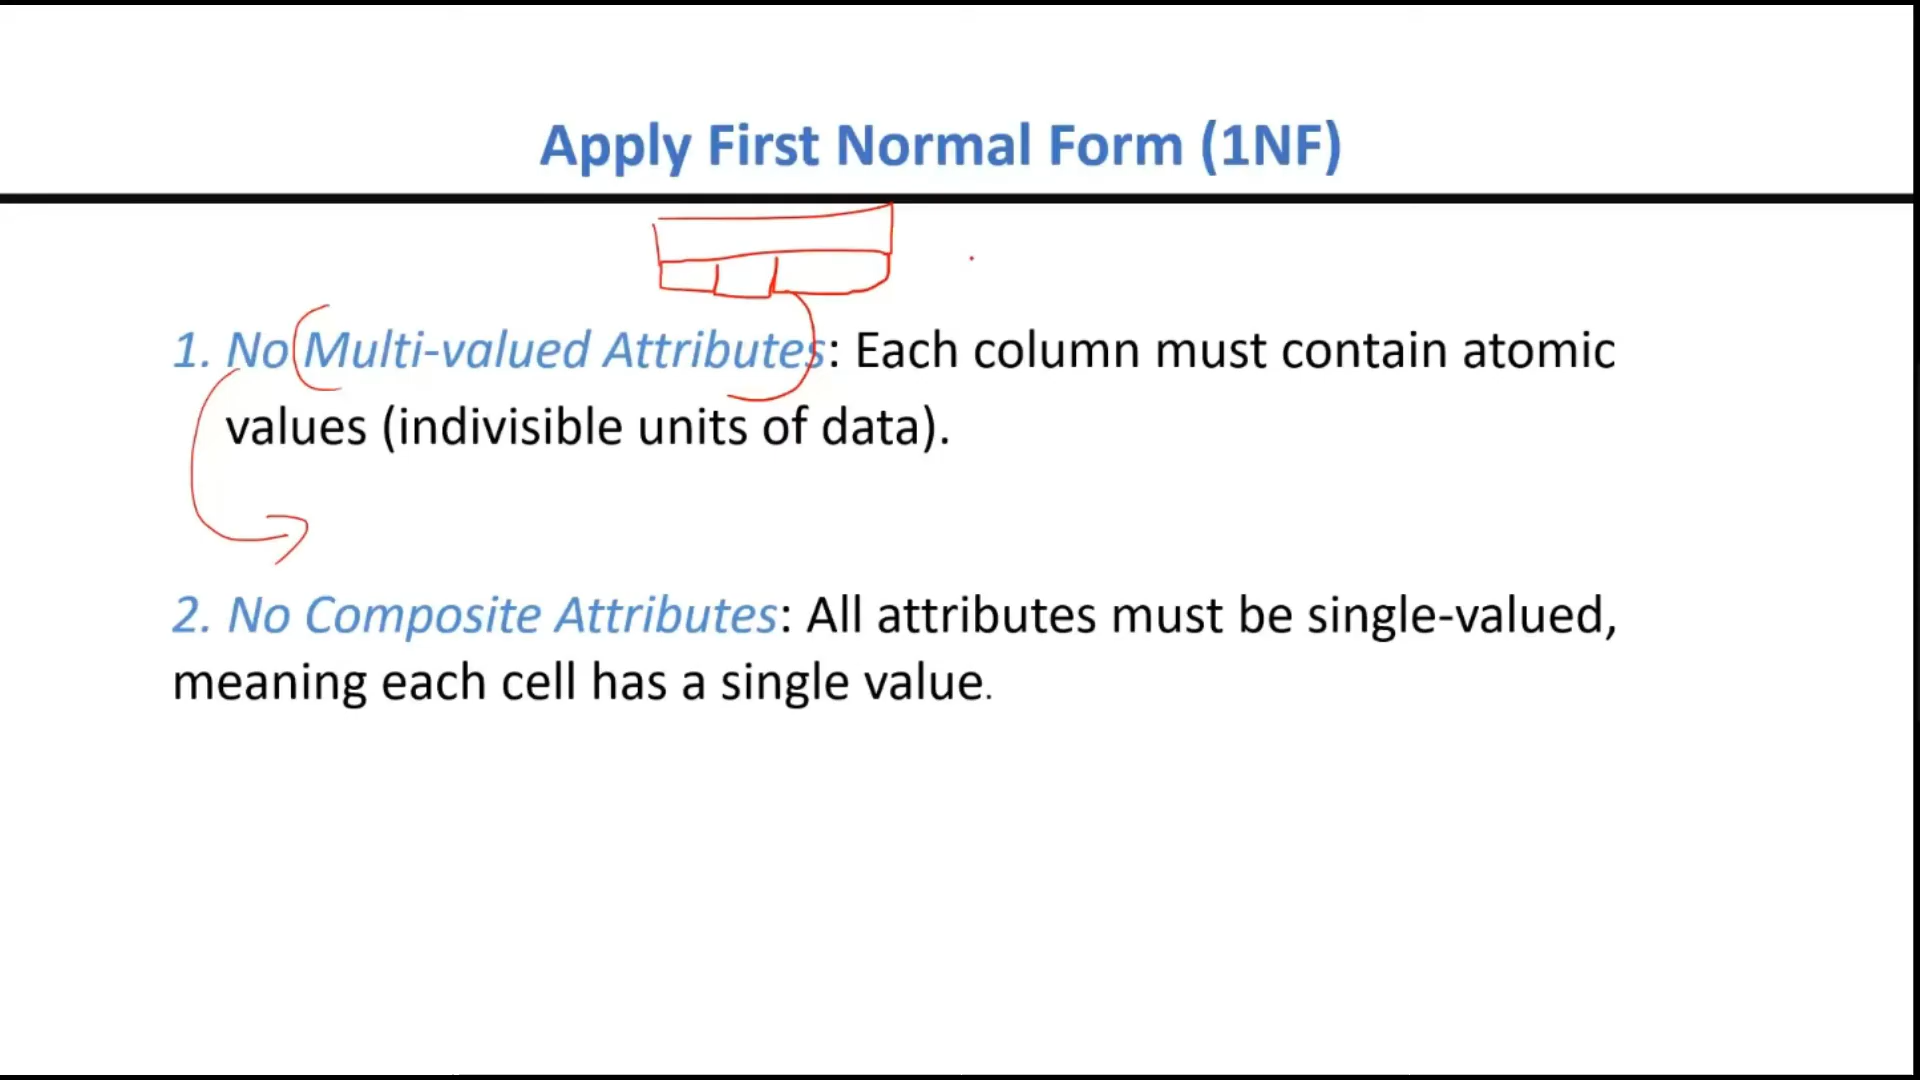 Apply First Normal Form (1NF)
1. No Multi-valued Attributes: Each column must contain atomic
values (indivisible units of data).
2. No Composite Attributes: All attributes must be single-valued,
meaning each cell has a single value.